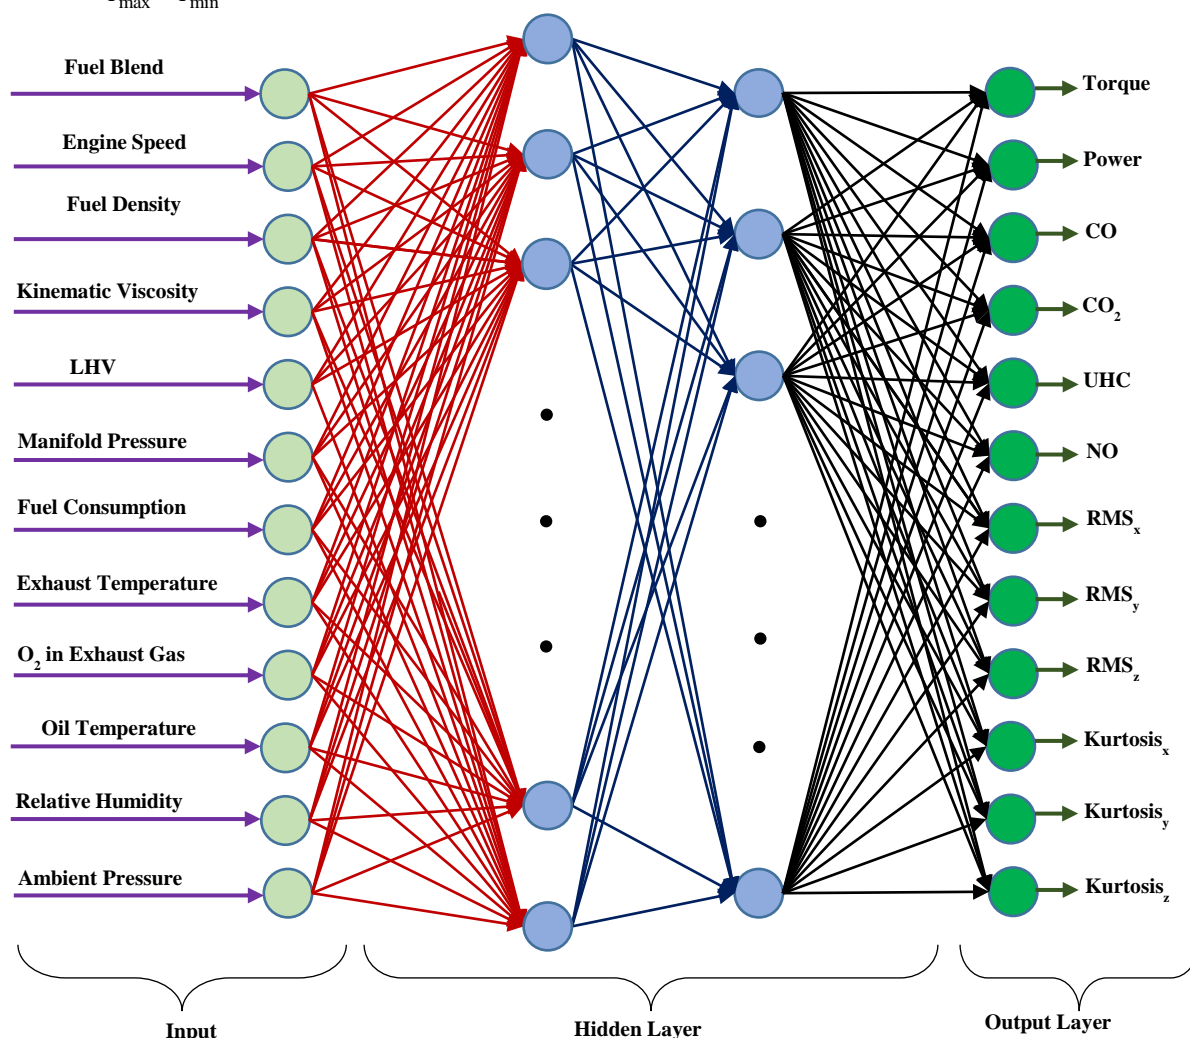 max
min
Fuel Blend
Engine Speed
Fuel Density
Kinematic Viscosity
LHV
Manifold Pressure
Fuel Consumption
Exhaust Temperature
O2 in Exhaust Gas
Oil Temperature
Relative Humidity
Ambient Pressure
Torque
Power
CO
CO2
UHC
NO
RMSx
RMSy
RMSz
Kurtosisx
Kurtosisy
Kurtosisz
Input
Hidden Layer
Output Layer